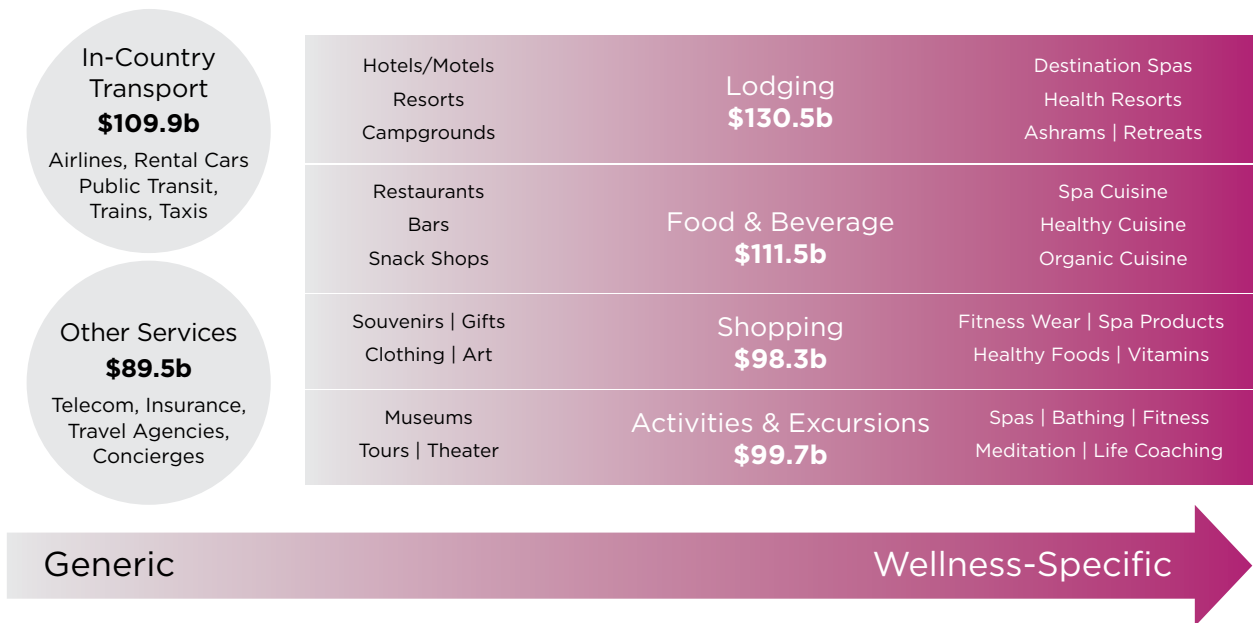 In-Country
Transport
$109.9b
Airlines, Rental Cars
Public Transit,
Trains, Taxis
Other Services
$89.5b
Telecom, Insurance,
Travel Agencies,
Concierges
Hotels/Motels
Resorts
Campgrounds
Lodging
$130.5b
Destination Spas
Health Resorts
Ashrams | Retreats
Restaurants
Bars
Snack Shops
Food & Beverage
$111.5b
Spa Cuisine
Healthy Cuisine
Organic Cuisine
Souvenirs | Gifts
Clothing | Art
Shopping
$98.3b
Fitness Wear | Spa Products
Healthy Foods | Vitamins
Museums
Tours | Theater
Activities & Excursions
$99.7b
Spas | Bathing | Fitness
Meditation | Life Coaching
Generic
Wellness-Specific